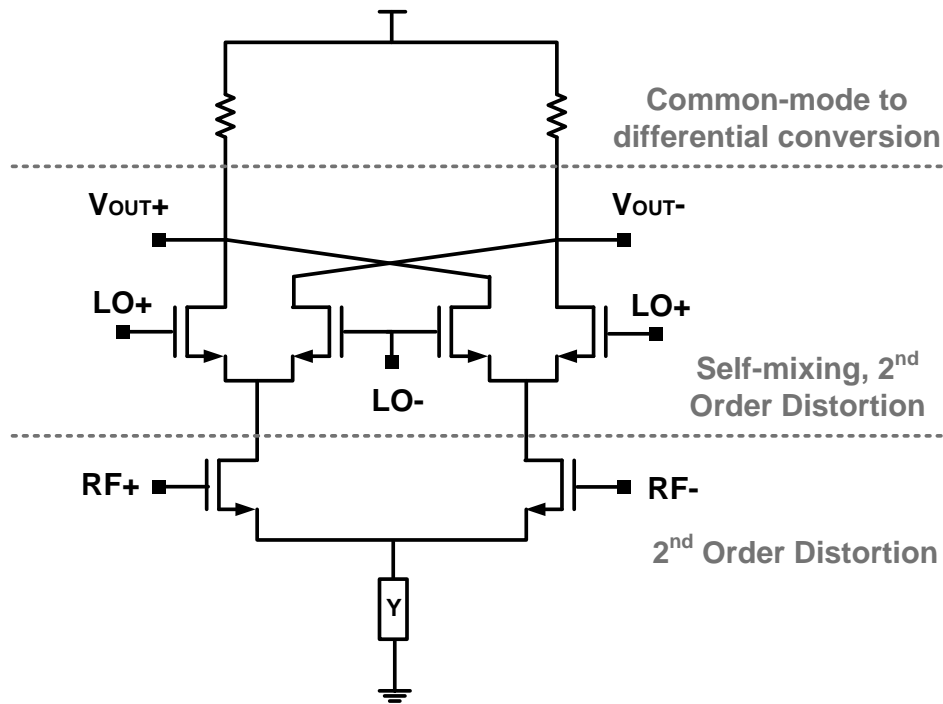 Common-mode to
differential conversion
VOUT+
VOUT-
LO+
LO+
LO-
Self-mixing, 2nd
Order Distortion
RF+
RF-
2nd Order Distortion
Y